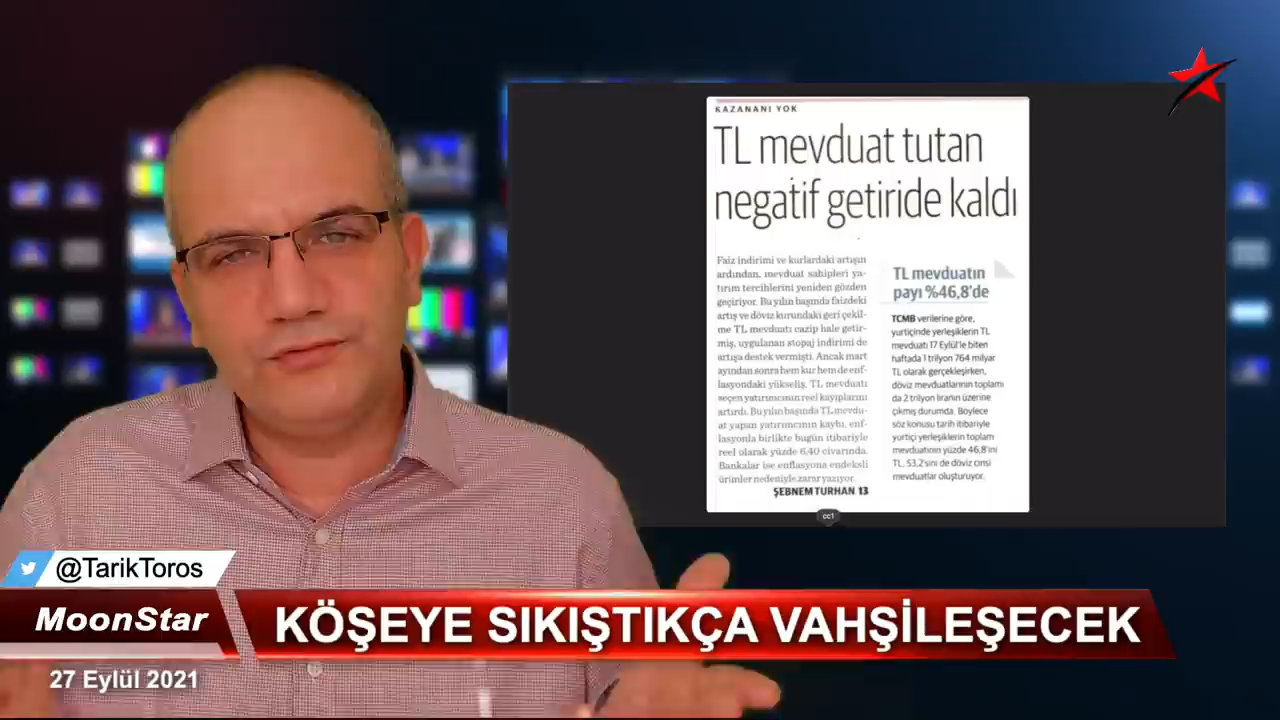 KAZANANI YOK
TL mevduat tutan
negatif getiride kaldı
Faiz indirimi ve kurlardaki artışın
ardından, mevduat sahipleri ya-
tırım tercihlerini yeniden gözden
geçiriyor. Bu yılın başında faizdeki
artış ve döviz kurundaki geri çekil-
me TL mevduatı cazip hale getir-
miş, uygulanan stopaj indirimi de
artışa destek vermişti. Ancak mart
ayından sonra hem kur hem de enf-
lasyondaki yükseliş, TL mevduatı
seçen yatırımcının reel kayıplarını
artırdı. Bu yılın başında TL mevdu-
at yapan yatırımcının kaybı, enf-
lasyonla birlikte bugün itibariyle
reel olarak yüzde 6,40 civarında.
Bankalar ise enflasyona endeksli
ürünler nedeniyle zarar yazıyor.
ŞEBNEM TURHAN 13
TL mevduatın
payı %46,8'de
TCMB verilerine göre,
yurtiçinde yerleşiklerin TL
mevduatı 17 Eylül'le biten
haftada 1 trilyon 764 milyar
TL olarak gerçekleşirken,
döviz mevduatlarının toplamı
da 2 trilyon liranın üzerine
çıkmış durumda. Böylece
söz konusu tarih itibariyle
yurtiçi yerleşiklerin toplam
mevduatının yüzde 46,8'ini
TL, 53,2'sini de döviz cinsi
mevduatlar oluşturuyor.
cc1
@TarikToros
MoonStar
KÖŞEYE SIKIŞTIKÇA VAHŞİLEŞECEK
27 Eylül 2021